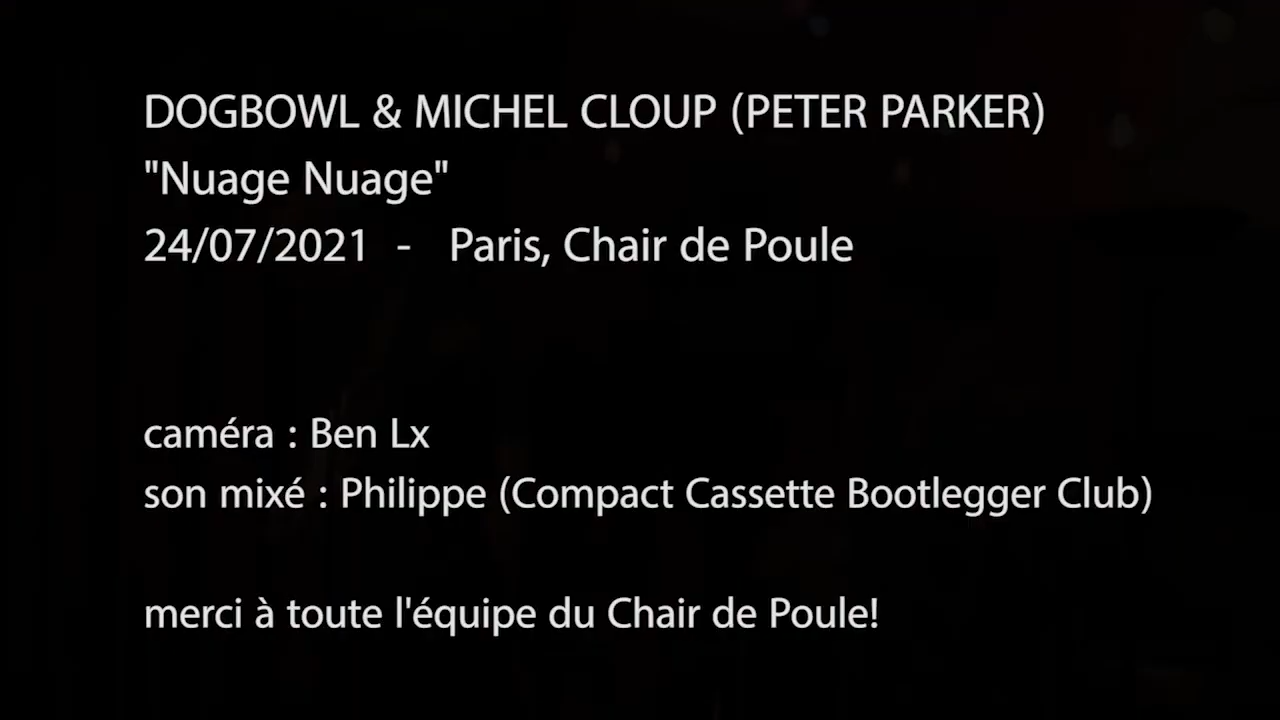 DOGBOWL & MICHEL CLOUP (PETER PARKER)
"Nuage Nuage"
24/07/2021  -   Paris, Chair de Poule
caméra : Ben Lx
son mixé : Philippe (Compact Cassette Bootlegger Club)
merci à toute l'équipe du Chair de Poule!